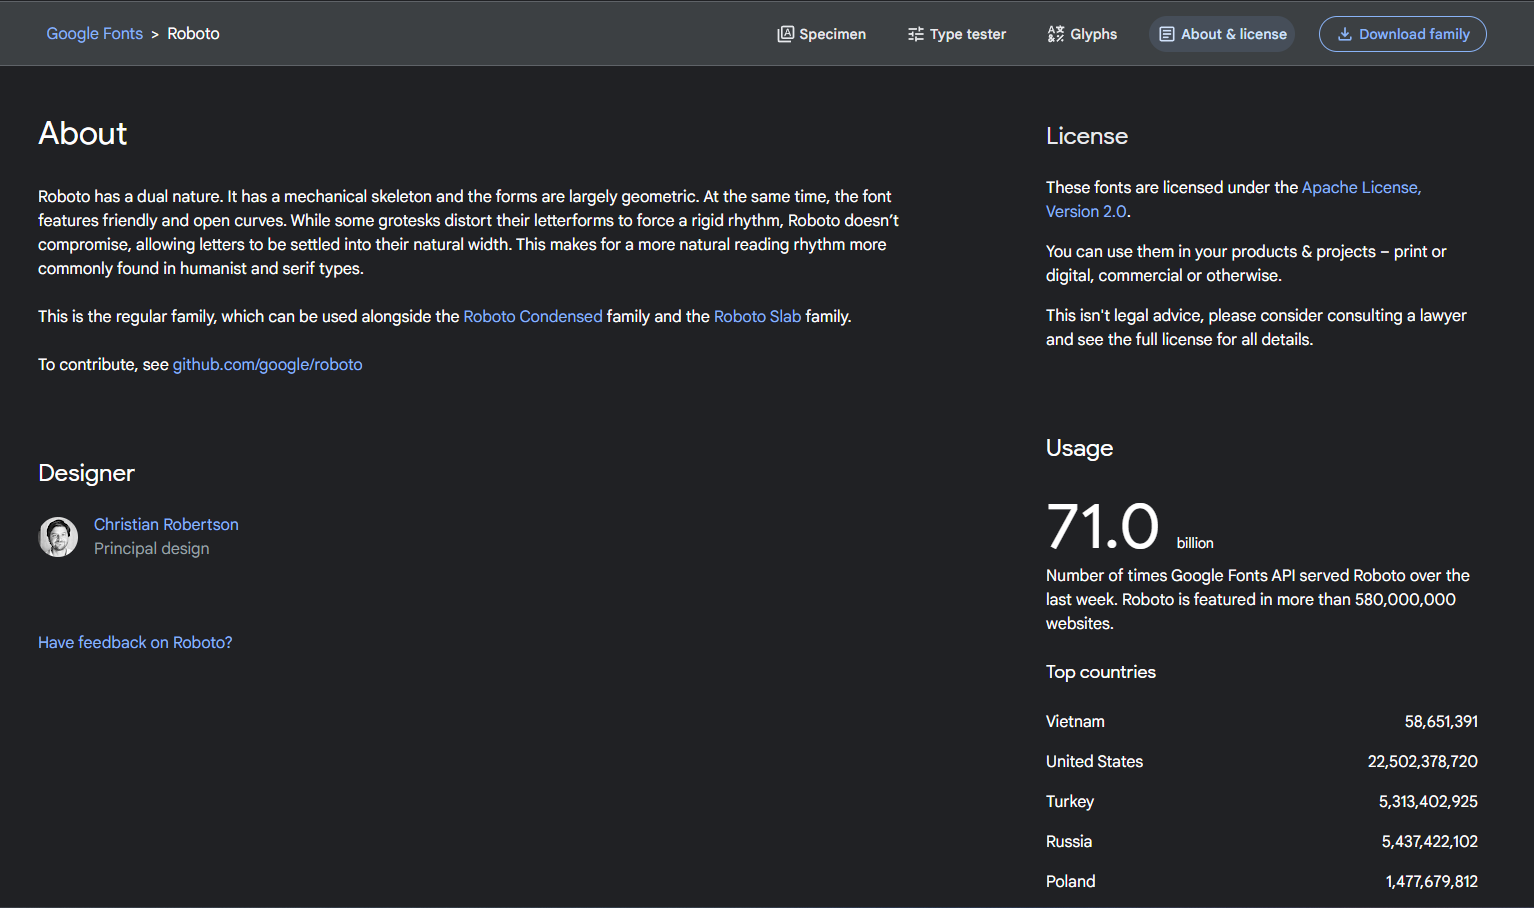 Google Fonts > Roboto
Specimen
Type tester
Glyphs
About & license
Download family
About
Roboto has a dual nature. It has a mechanical skeleton and the forms are largely geometric. At the same time, the font
features friendly and open curves. While some grotesks distort their letterforms to force a rigid rhythm, Roboto doesn’t
compromise, allowing letters to be settled into their natural width. This makes for a more natural reading rhythm more
commonly found in humanist and serif types.
This is the regular family, which can be used alongside the Roboto Condensed family and the Roboto Slab family.
To contribute, see github.com/google/roboto
Designer
Christian Robertson
Principal design
Have feedback on Roboto?
License
These fonts are licensed under the Apache License,
Version 2.0.
You can use them in your products & projects – print or
digital, commercial or otherwise.
This isn't legal advice, please consider consulting a lawyer
and see the full license for all details.
Usage
71.0 billion
Number of times Google Fonts API served Roboto over the
last week. Roboto is featured in more than 580,000,000
websites.
Top countries
Vietnam 58,651,391
United States 22,502,378,720
Turkey 5,313,402,925
Russia 5,437,422,102
Poland 1,477,679,812